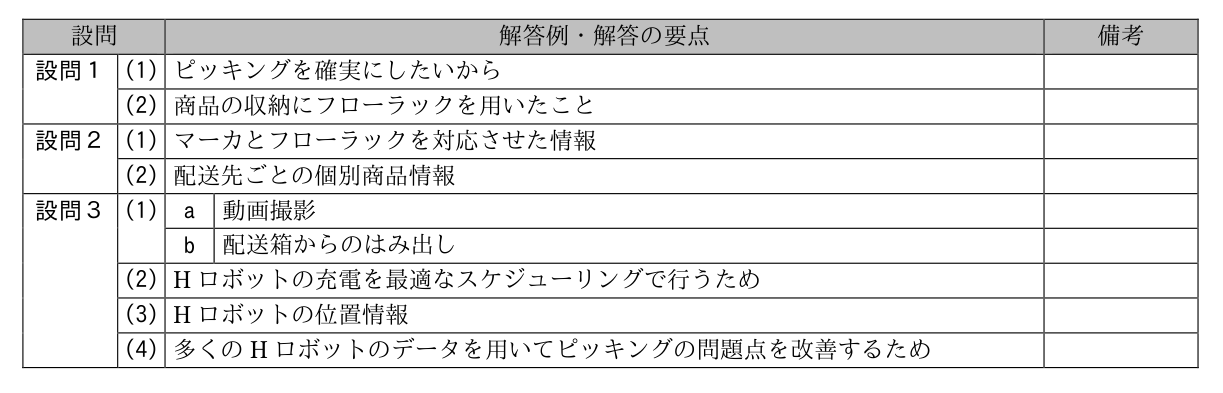 設問 解答例・解答の要点 備考
設問１ (1) ピッキングを確実にしたいから
(2) 商品の収納にフローラックを用いたこと
設問２ (1) マーカとフローラックを対応させた情報
(2) 配送先ごとの個別商品情報
設問３ (1) a 動画撮影
b 配送箱からのはみ出し
(2) H ロボットの充電を最適なスケジューリングで行うため
(3) H ロボットの位置情報
(4) 多くの H ロボットのデータを用いてピッキングの問題点を改善するため